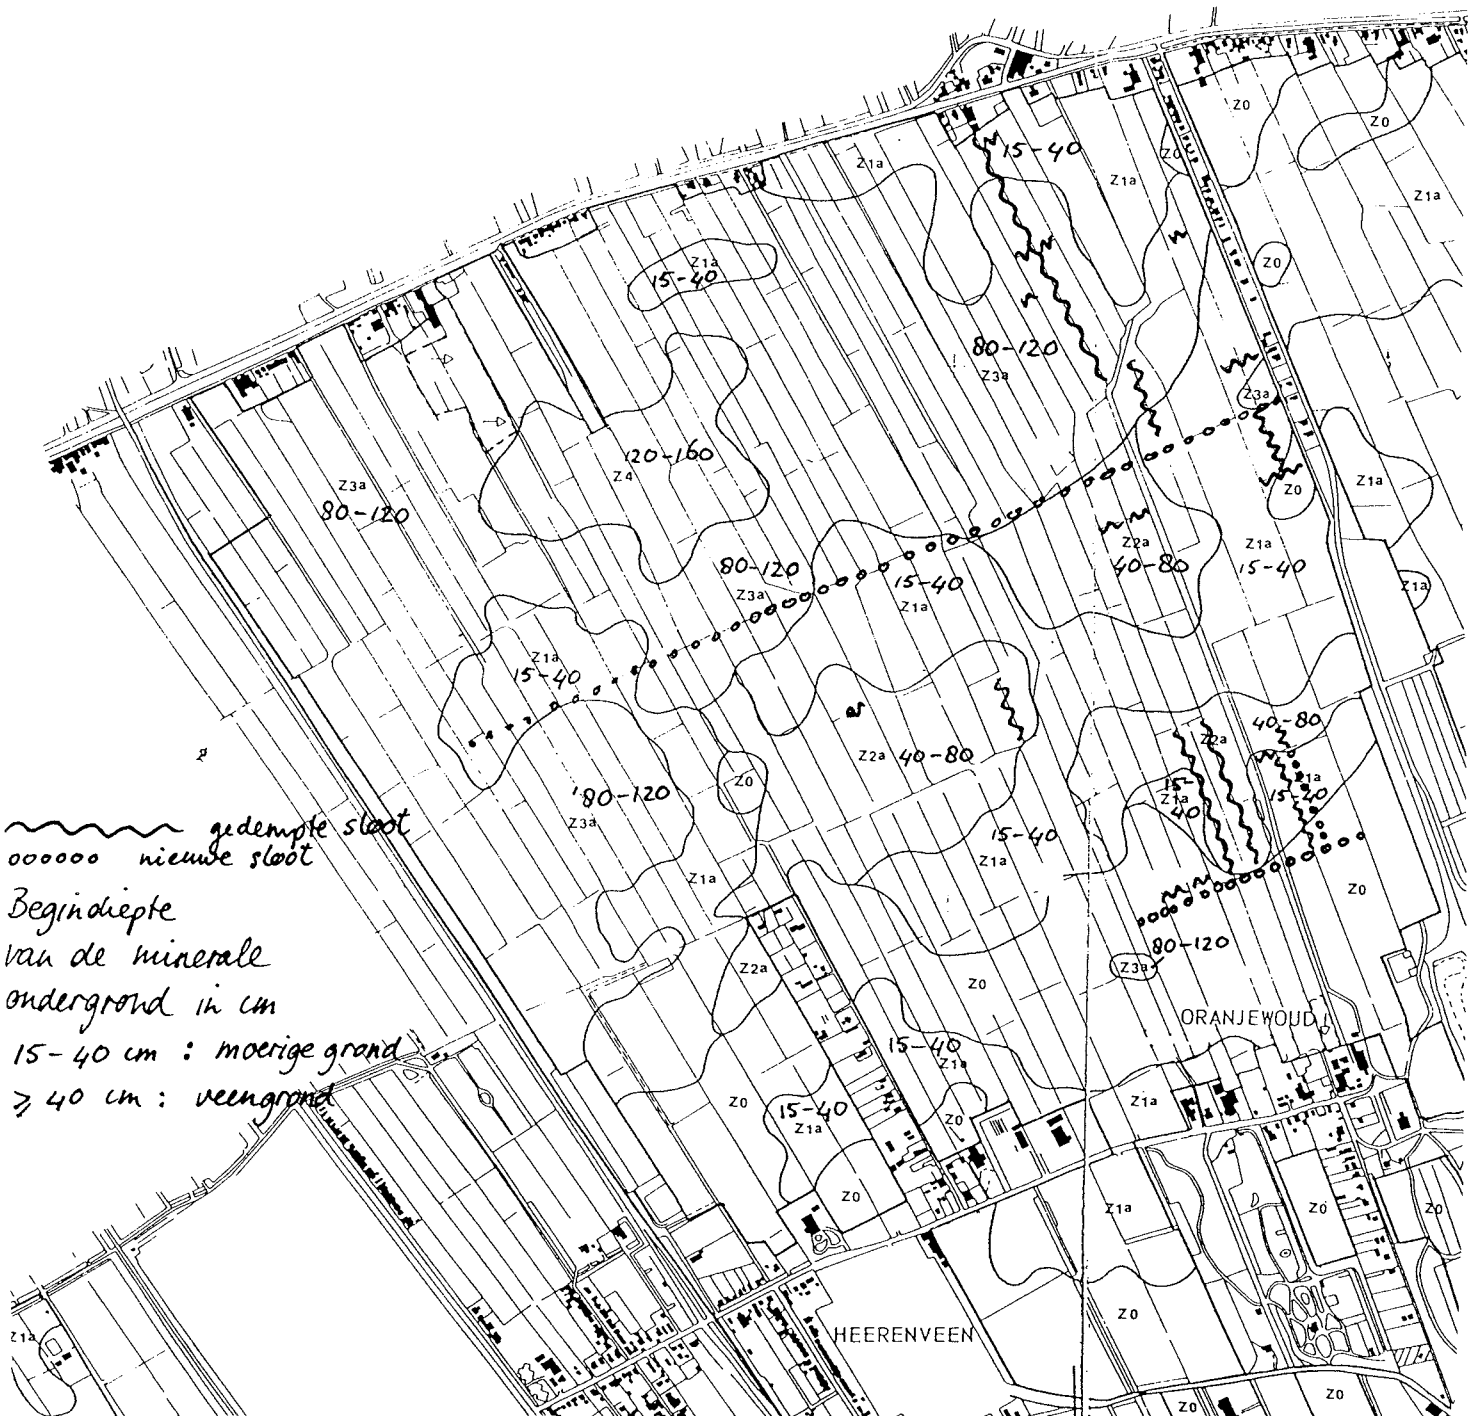 Z0
Z0
15-40
Z1a
Z0
Z1a
Z1a
Z0
Z1a
15-40
80-120
Z3a
Z3a
120-160
Z4
Z3a
80-120
Z1a
Z0
Z2a
40-80
Z1a
15-40
Z1a
80-120
Z3a
15-40
Z1a
Z1a
15-40
40-80
Z2a
Z2a 40-80
Z0
80-120
Z3a
15-
Z1a
40
1a
15-40
gedempte sloot
nieuwe sloot
15-40
Z1a
Z1a
Z0
Begindiepte
van de minerale
ondergrond in cm
15-40 cm : moerige grond
≥ 40 cm : veengrond
80-120
Z3a
Z2a
Z0
ORANJEWOUD
15-40
Z1a
Z0
15-40
Z1a
Z0
Z1a
Z0
Z1a
Z0
Z0
Z0
HEERENVEEN
Z1a
Z0
Z0